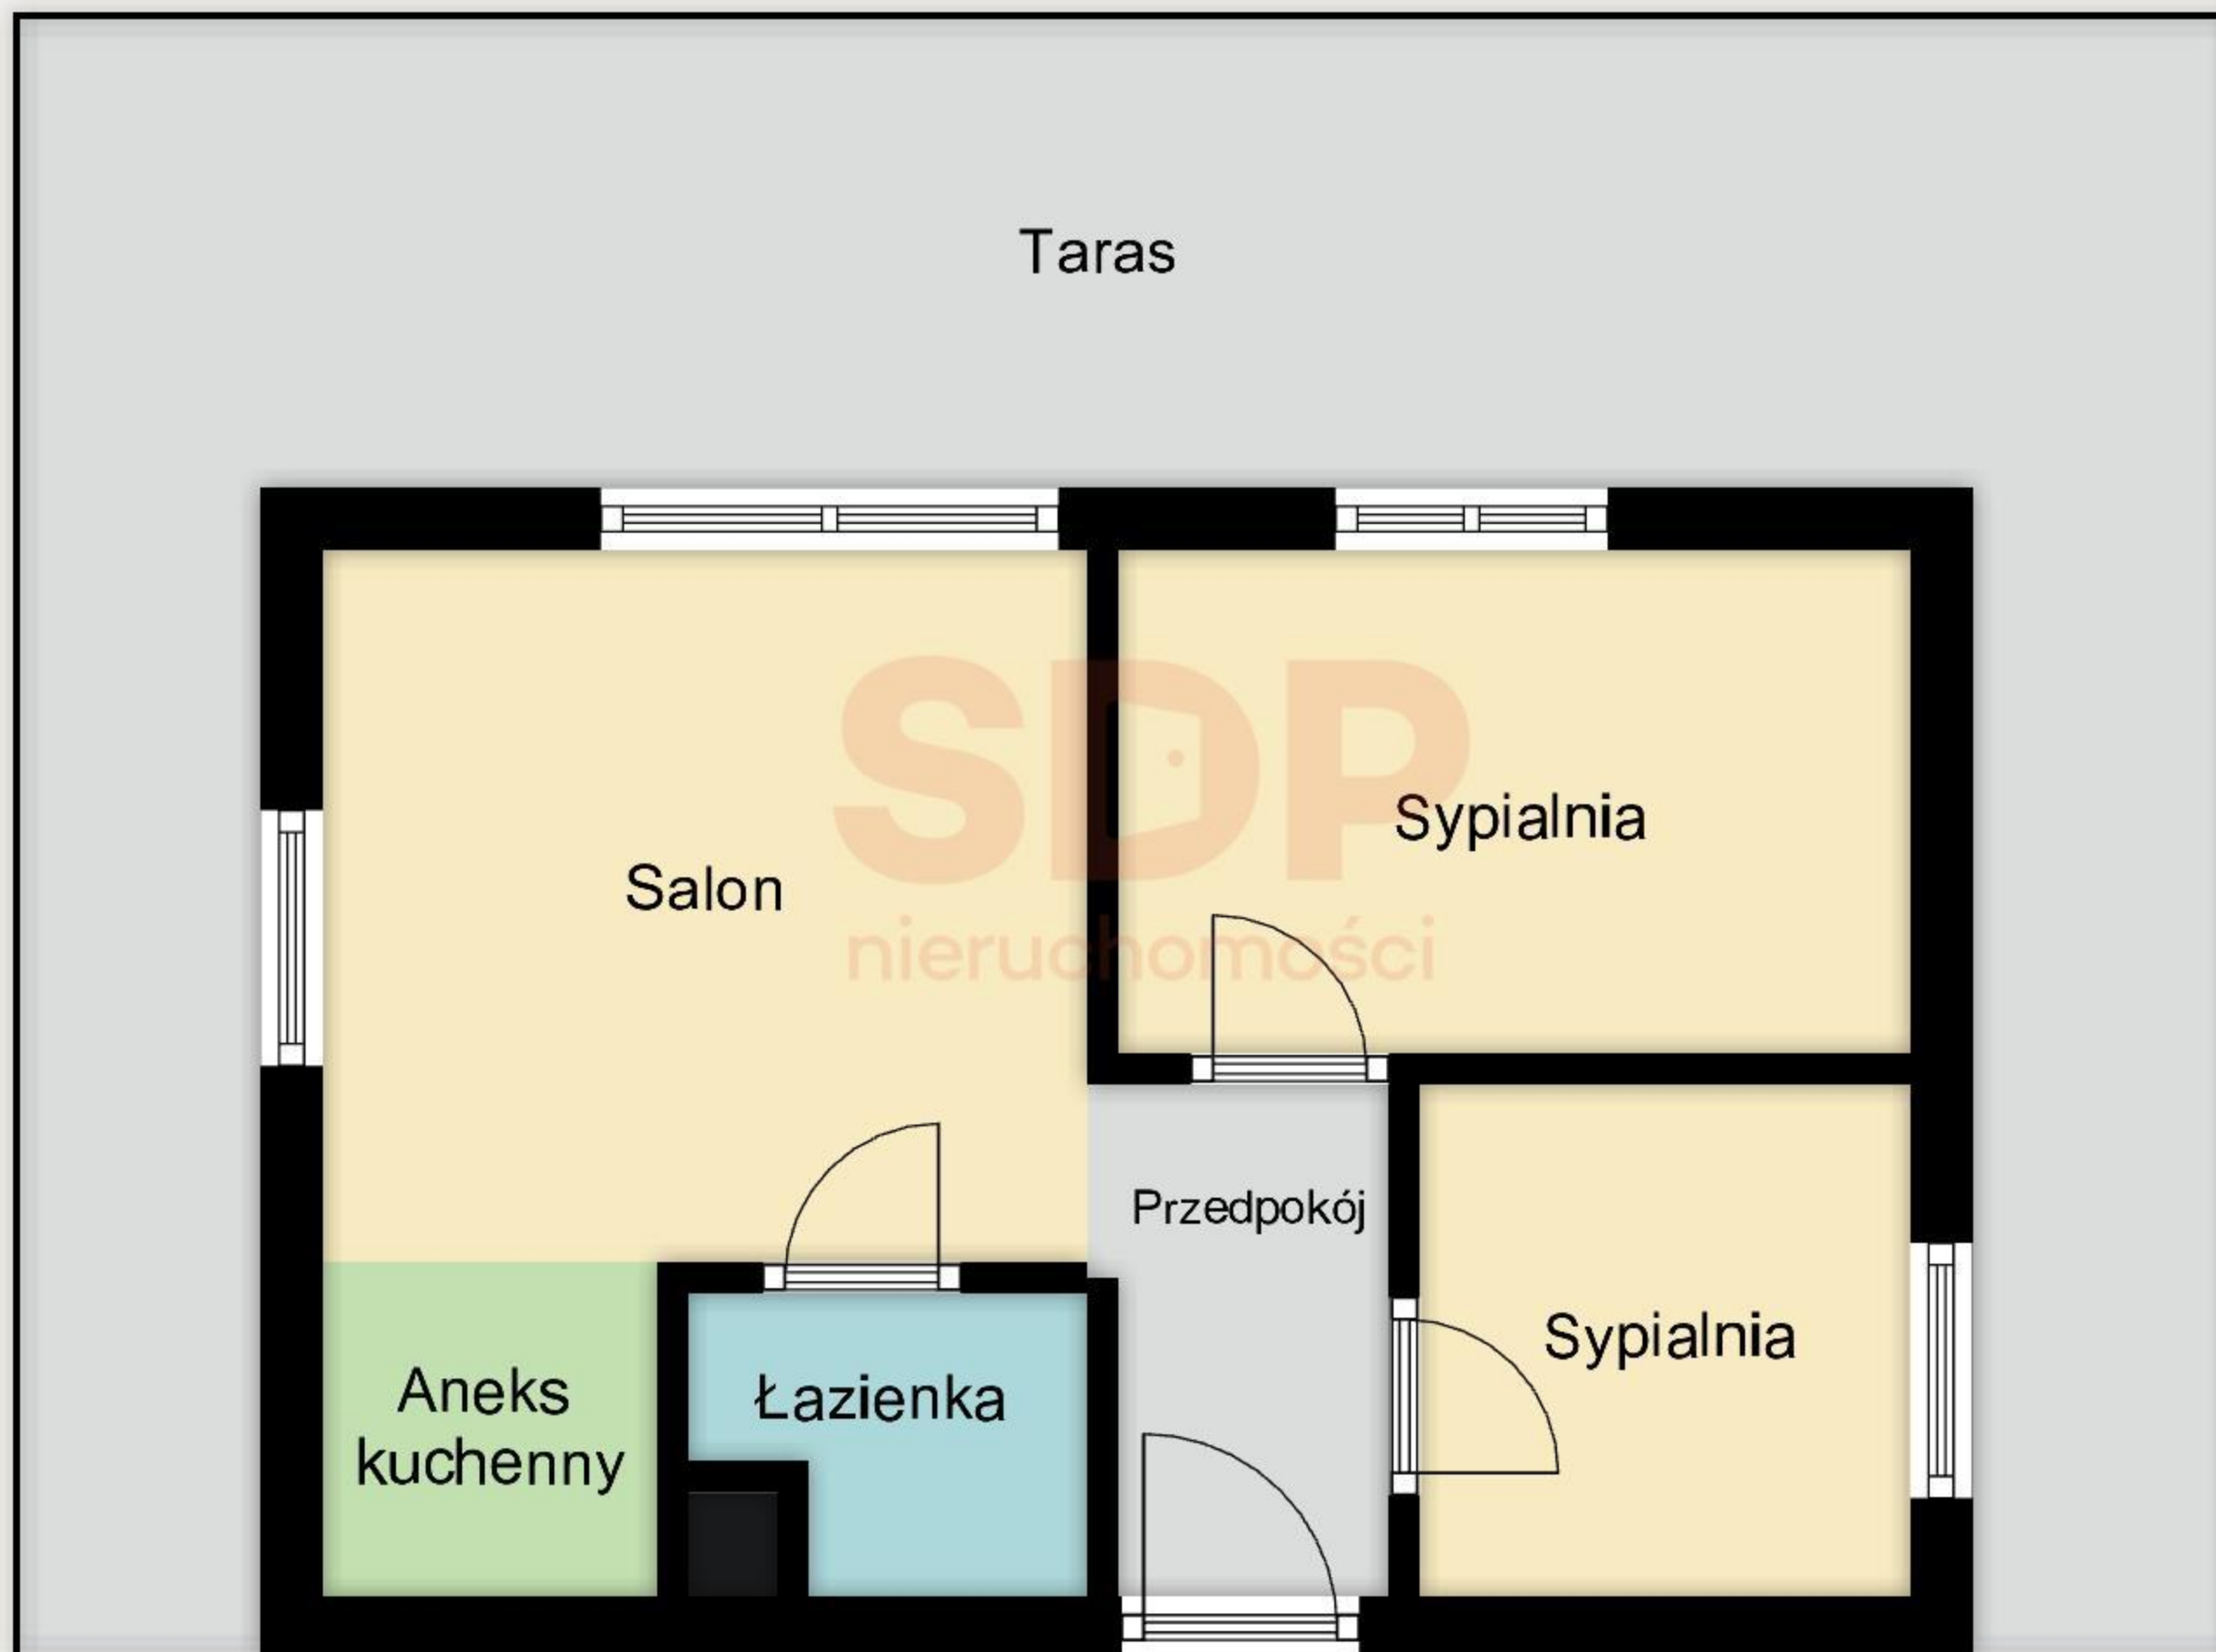 Taras
SDP
nieruchomości
Sypialnia
Salon
Przedpokój
Sypialnia
Aneks
kuchenny
Łazienka